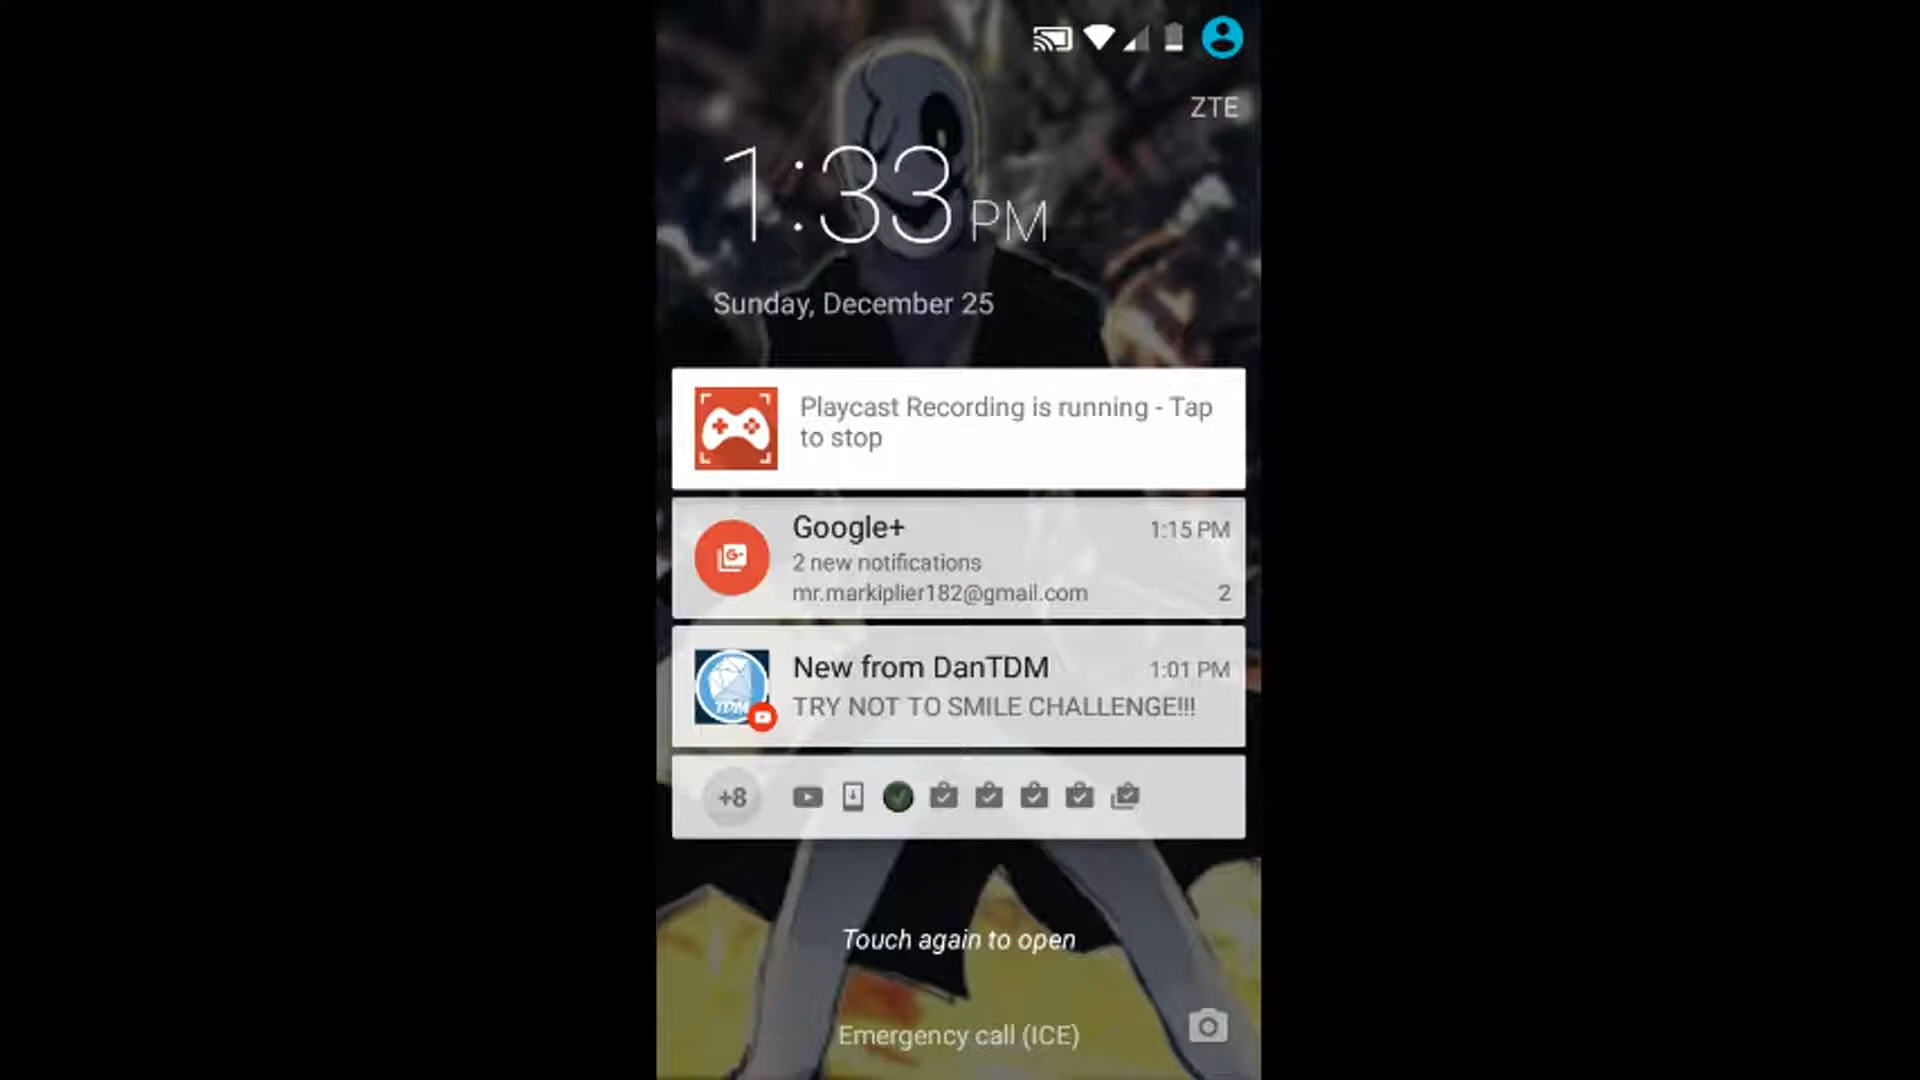 ZTE
1:33 PM
Sunday, December 25
Playcast Recording is running - Tap
to stop
Google+ 1:15 PM
2 new notifications
mr.markiplier182@gmail.com 2
New from DanTDM 1:01 PM
TRY NOT TO SMILE CHALLENGE!!!
TDM
+8
Touch again to open
Emergency call (ICE)